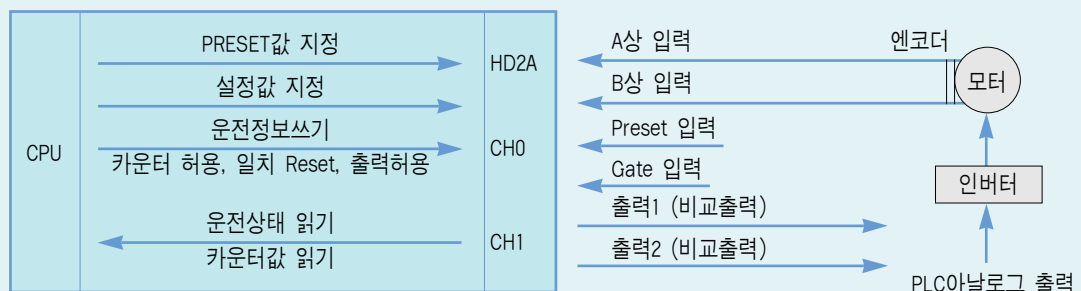 PRESET값 지정
설정값 지정
운전정보쓰기
카운터 허용, 일치 Reset, 출력허용
CPU
운전상태 읽기
카운터값 읽기
HD2A
CH0
CH1
A상 입력
B상 입력
Preset 입력
Gate 입력
출력1 (비교출력)
출력2 (비교출력)
엔코더
모터
인버터
PLC아날로그 출력